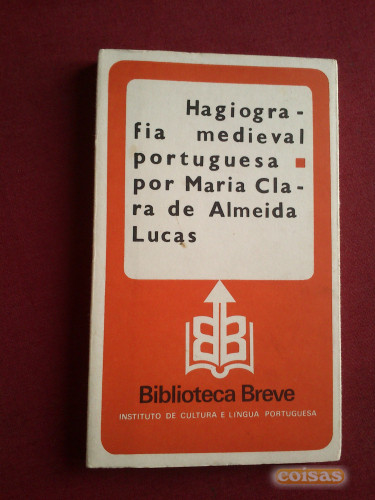 Hagiogra-
fia medieval
portuguesa ▪
por Maria Cla-
ra de Almeida
Lucas
BB
Biblioteca Breve
INSTITUTO DE CULTURA E LÍNGUA PORTUGUESA
coisas